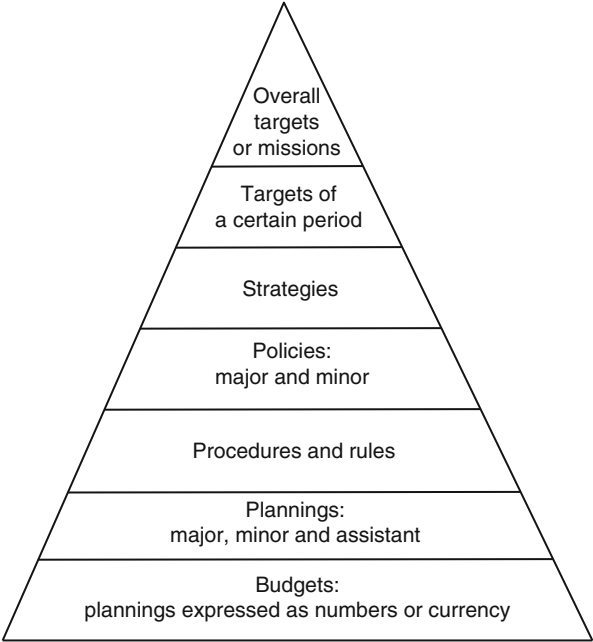 Overall
targets
or missions
Targets of
a certain period
Strategies
Policies:
major and minor
Procedures and rules
Plannings:
major, minor and assistant
Budgets:
plannings expressed as numbers or currency